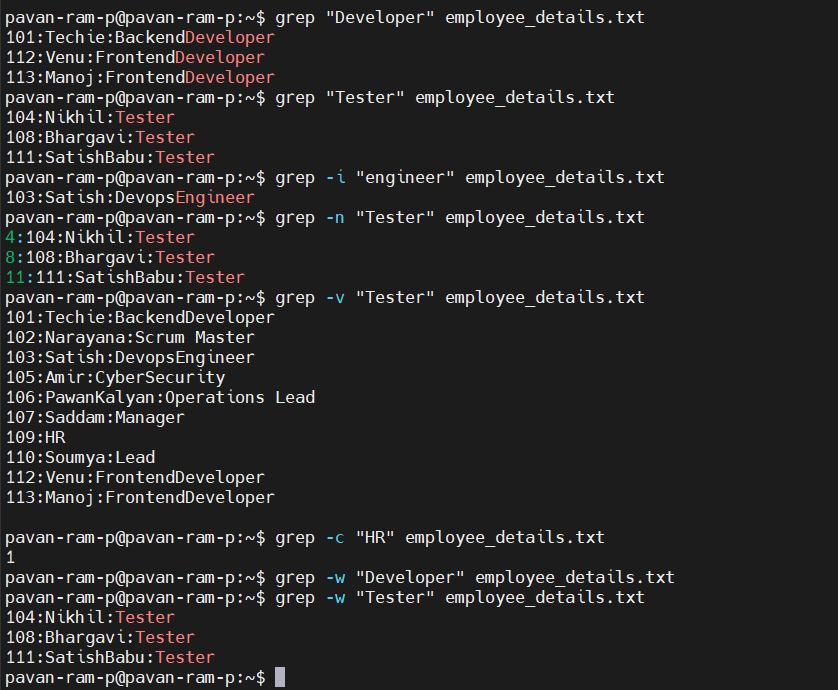 pavan-ram-p@pavan-ram-p:~$ grep "Developer" employee_details.txt
101:Techie:BackendDeveloper
112:Venu:FrontendDeveloper
113:Manoj:FrontendDeveloper
pavan-ram-p@pavan-ram-p:~$ grep "Tester" employee_details.txt
104:Nikhil:Tester
108:Bhargavi:Tester
111:SatishBabu:Tester
pavan-ram-p@pavan-ram-p:~$ grep -i "engineer" employee_details.txt
103:Satish:DevopsEngineer
pavan-ram-p@pavan-ram-p:~$ grep -n "Tester" employee_details.txt
4:104:Nikhil:Tester
8:108:Bhargavi:Tester
11:111:SatishBabu:Tester
pavan-ram-p@pavan-ram-p:~$ grep -v "Tester" employee_details.txt
101:Techie:BackendDeveloper
102:Narayana:Scrum Master
103:Satish:DevopsEngineer
105:Amir:CyberSecurity
106:PawanKalyan:Operations Lead
107:Saddam:Manager
109:HR
110:Soumya:Lead
112:Venu:FrontendDeveloper
113:Manoj:FrontendDeveloper

pavan-ram-p@pavan-ram-p:~$ grep -c "HR" employee_details.txt
1
pavan-ram-p@pavan-ram-p:~$ grep -w "Developer" employee_details.txt
pavan-ram-p@pavan-ram-p:~$ grep -w "Tester" employee_details.txt
104:Nikhil:Tester
108:Bhargavi:Tester
111:SatishBabu:Tester
pavan-ram-p@pavan-ram-p:~$